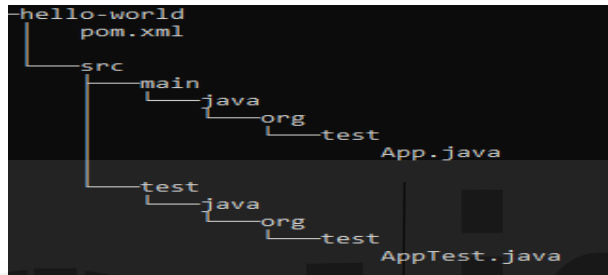 hello-world
pom.xml
src
main
java
org
test
App.java
test
java
org
test
AppTest.java